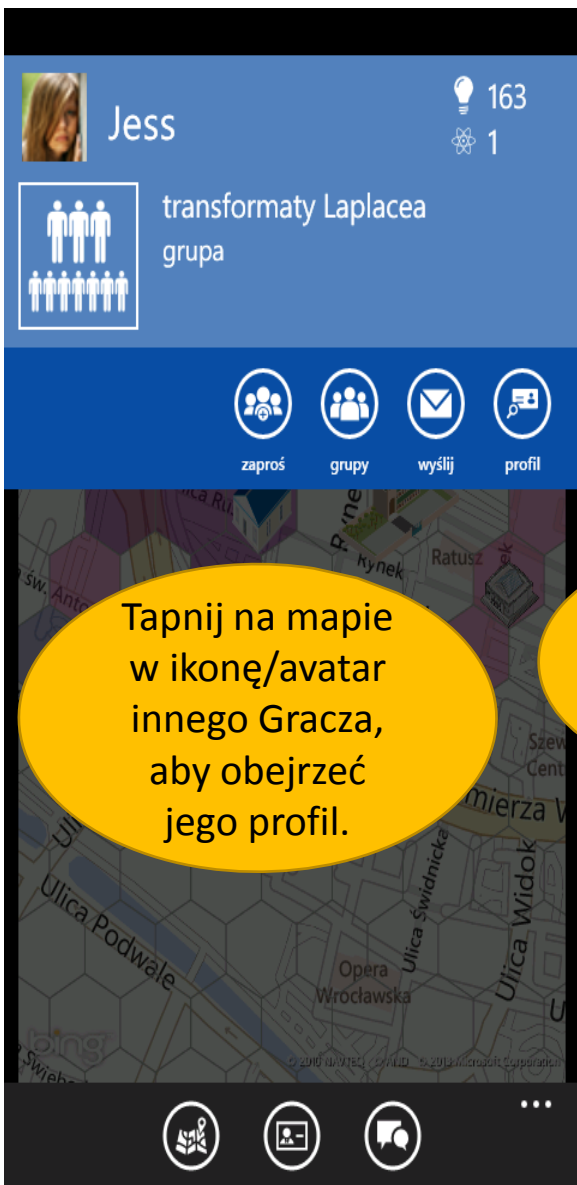 Jess
163
1
transformaty Laplacea
grupa
zaproś
grupy
wyślij
profil
Rynek
Ratusz
Tapnij na mapie
w ikonę/avatar
innego Gracza,
aby obejrzeć
jego profil.
Ulica Podwale
Ulica Świdnicka
Ulica Widok
Opera
Wrocławska
bing